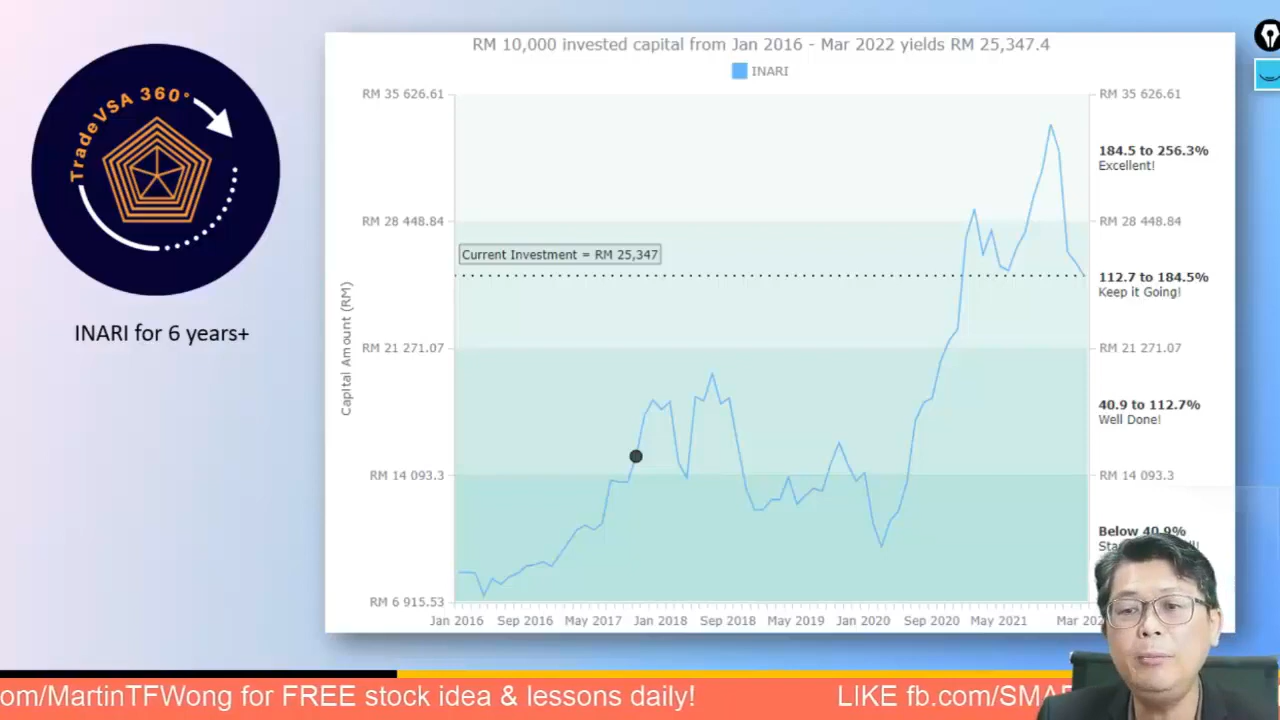 RM 10,000 invested capital from Jan 2016 - Mar 2022 yields RM 25,347.4
INARI
TradeVSA 360°
INARI for 6 years+
Capital Amount (RM)
RM 35 626.61
RM 28 448.84
RM 21 271.07
RM 14 093.3
RM 6 915.53
Current Investment = RM 25,347
RM 35 626.61
184.5 to 256.3%
Excellent!
RM 28 448.84
112.7 to 184.5%
Keep it Going!
RM 21 271.07
40.9 to 112.7%
Well Done!
RM 14 093.3
Below 40.9%
Jan 2016 Sep 2016 May 2017 Jan 2018 Sep 2018 May 2019 Jan 2020 Sep 2020 May 2021 Mar
com/MartinTFWong for FREE stock idea & lessons daily! LIKE fb.com/SMA